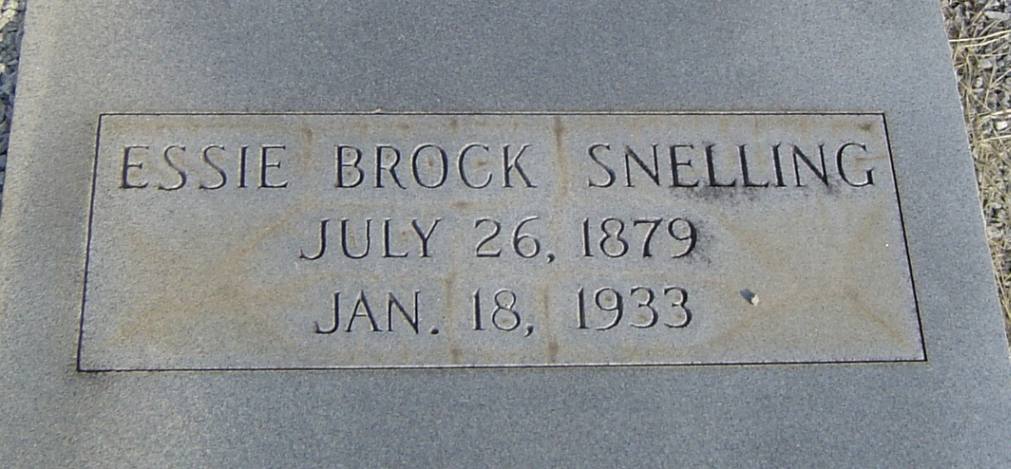 ESSIE BROCK SNELLING
JULY 26, 1879
JAN. 18, 1933